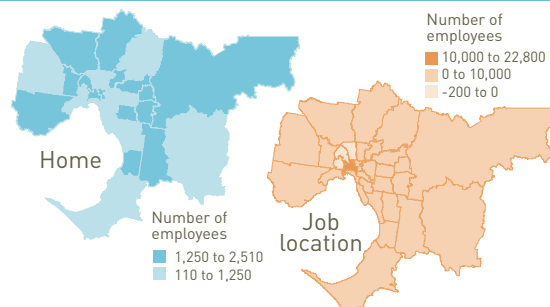 Number of
employees
10,000 to 22,800
0 to 10,000
-200 to 0
Home
Number of
employees
1,250 to 2,510
110 to 1,250
Job
location